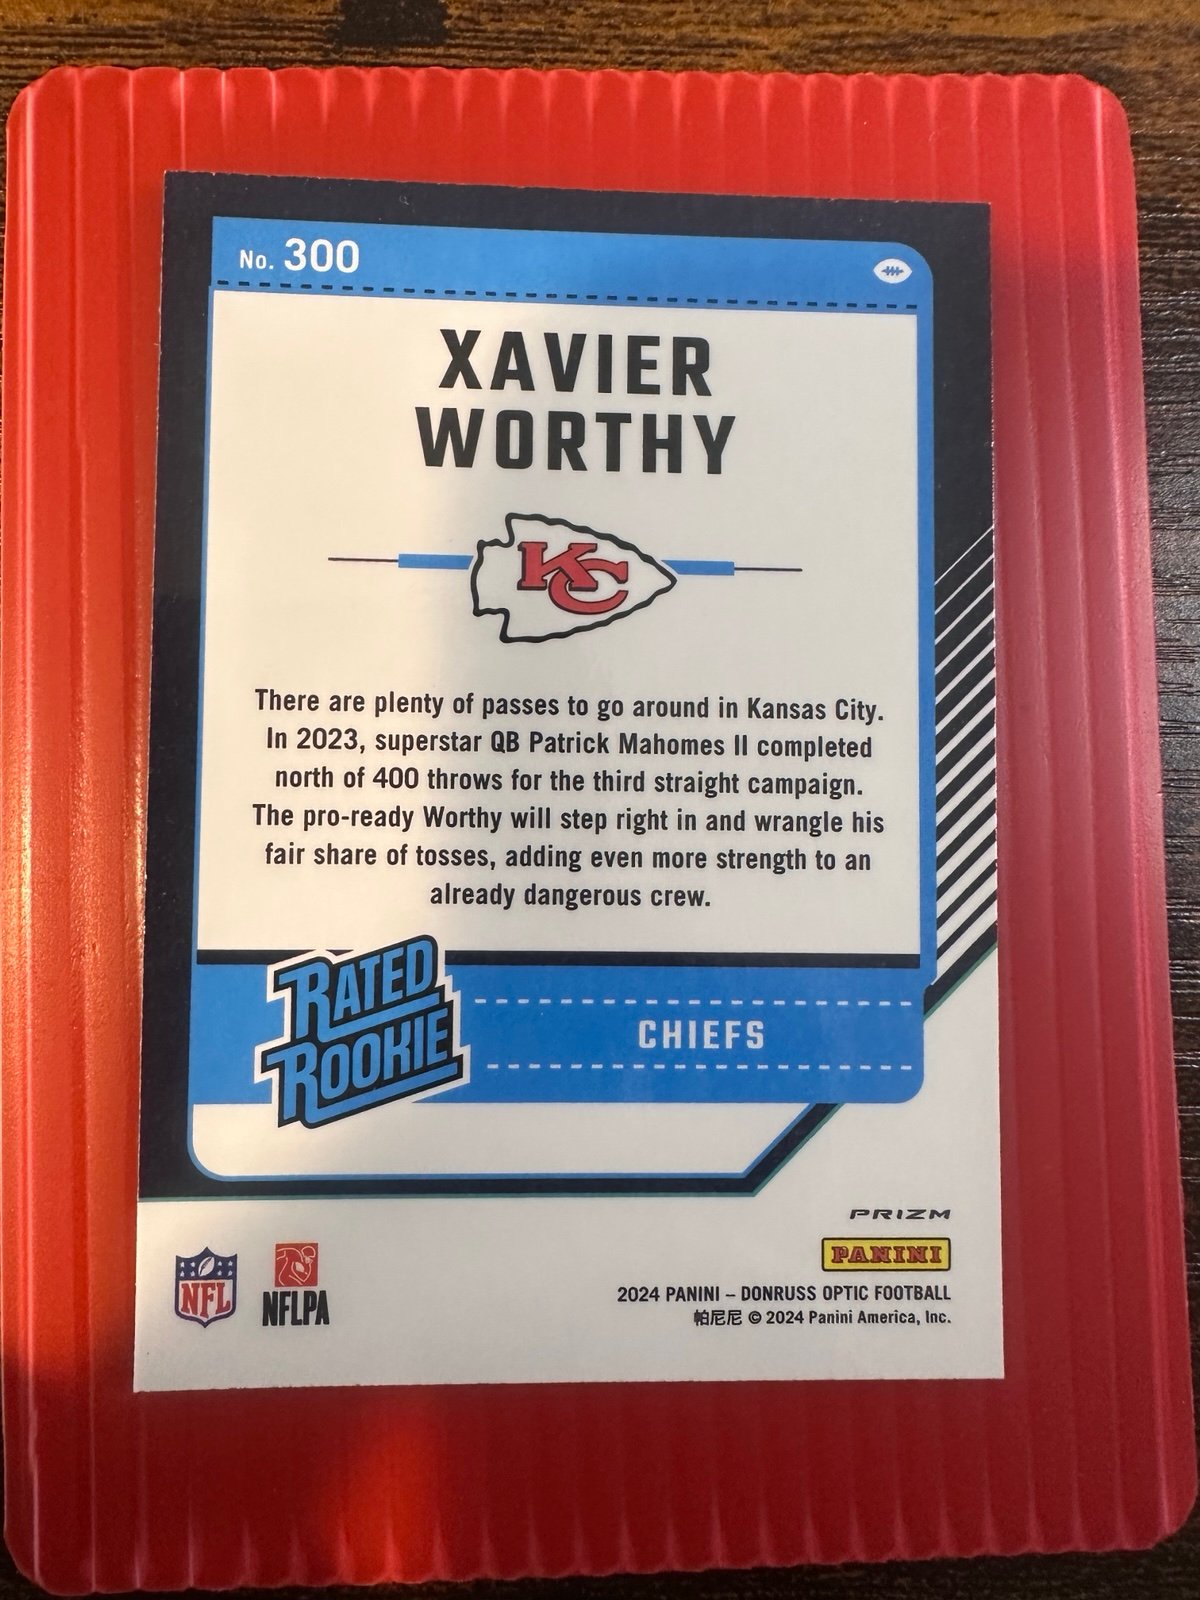 No. 300
XAVIER
WORTHY
KC
There are plenty of passes to go around in Kansas City.
In 2023, superstar QB Patrick Mahomes II completed
north of 400 throws for the third straight campaign.
The pro-ready Worthy will step right in and wrangle his
fair share of tosses, adding even more strength to an
already dangerous crew.
RATED
ROOKIE
CHIEFS
PRIZM
PANINI
NFL
NFLPA
2024 PANINI – DONRUSS OPTIC FOOTBALL
帕尼尼 © 2024 Panini America, Inc.